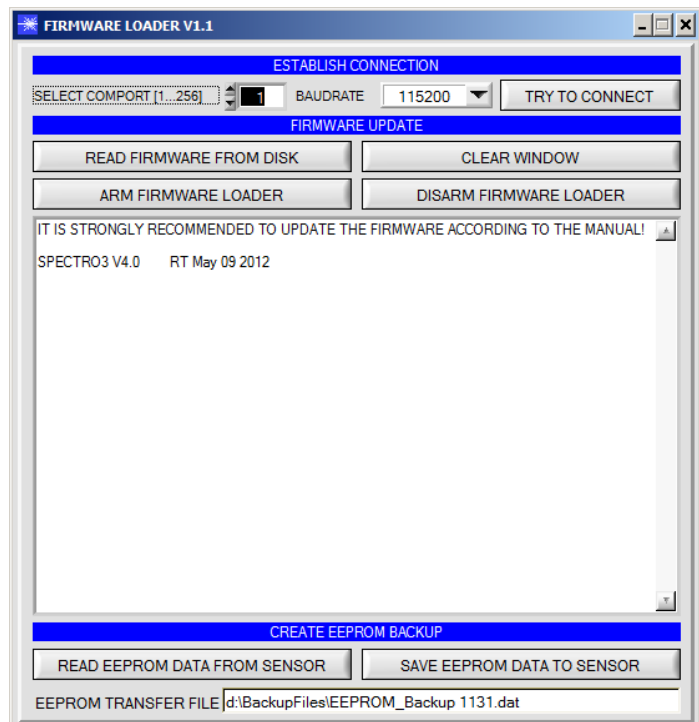 FIRMWARE LOADER V1.1
ESTABLISH CONNECTION
SELECT COMPORT [1...256] 1 BAUDRATE 115200 TRY TO CONNECT
FIRMWARE UPDATE
READ FIRMWARE FROM DISK CLEAR WINDOW
ARM FIRMWARE LOADER DISARM FIRMWARE LOADER
IT IS STRONGLY RECOMMENDED TO UPDATE THE FIRMWARE ACCORDING TO THE MANUAL!
SPECTRO3 V4.0 RT May 09 2012
CREATE EEPROM BACKUP
READ EEPROM DATA FROM SENSOR SAVE EEPROM DATA TO SENSOR
EEPROM TRANSFER FILE d:\BackupFiles\EEPROM_Backup 1131.dat